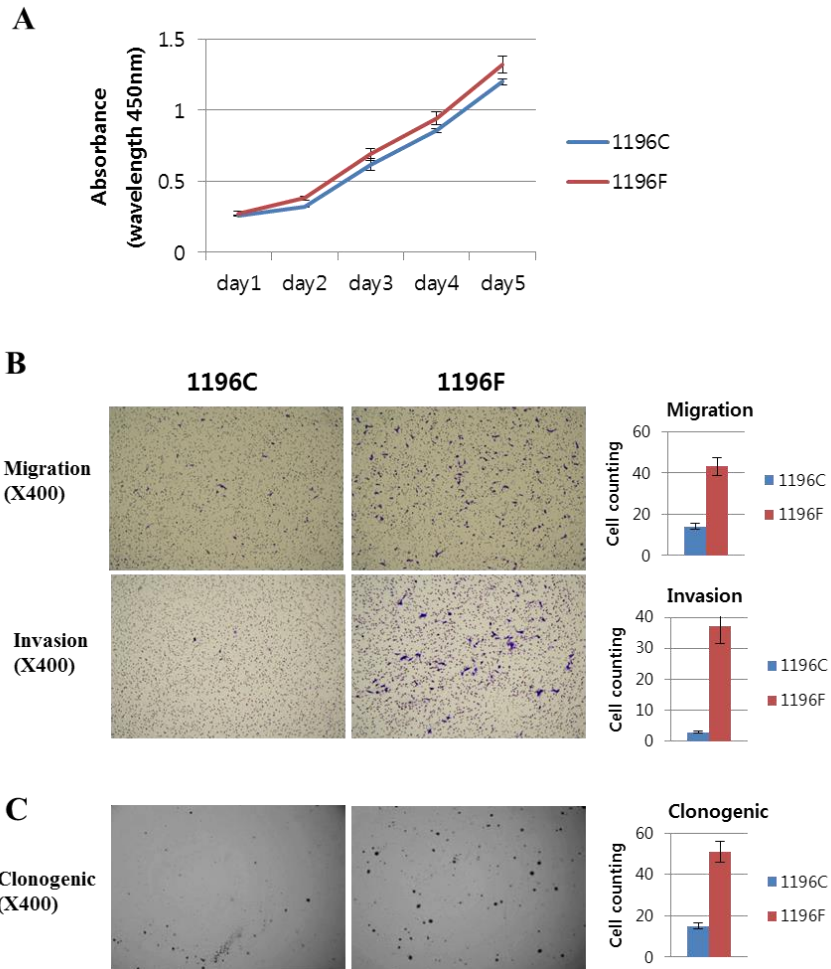 A
Absorbance
(wavelength 450nm)
1.5
1
0.5
0
day1 day2 day3 day4 day5
1196C
1196F
B
1196C 1196F
Migration
(X400)
Migration
Cell counting
60
40
20
0
1196C
1196F
Invasion
(X400)
Invasion
Cell counting
40
30
20
10
0
1196C
1196F
C
Clonogenic
(X400)
Clonogenic
Cell counting
60
40
20
0
1196C
1196F